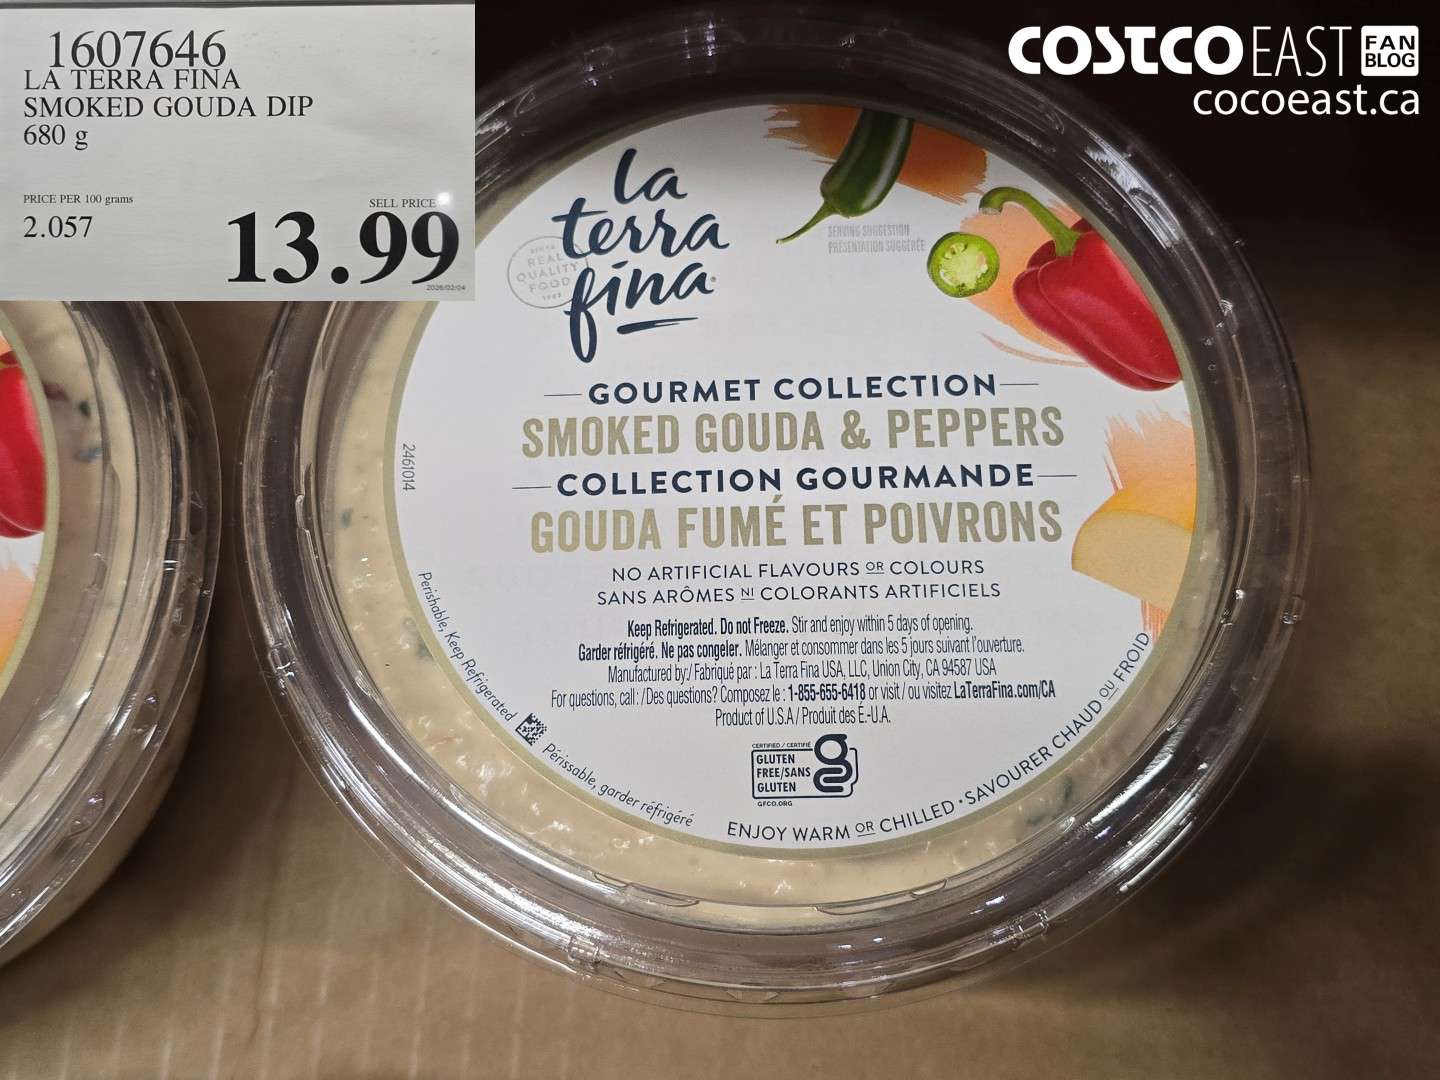 1607646
LA TERRA FINA
SMOKED GOUDA DIP
680 g
PRICE PER 100 grams
2.057
SELL PRICE
13.99
2026/02/04
COSTCO EAST FAN BLOG
cocoeast.ca
la
terra
fina
REAL
QUALITY
FOOD
SERVING SUGGESTION
PRÉSENTATION SUGGÉRÉE
GOURMET COLLECTION
SMOKED GOUDA & PEPPERS
COLLECTION GOURMANDE
GOUDA FUMÉ ET POIVRONS
NO ARTIFICIAL FLAVOURS OR COLOURS
SANS ARÔMES NI COLORANTS ARTIFICIELS
Keep Refrigerated. Do not Freeze. Stir and enjoy within 5 days of opening.
Garder réfrigéré. Ne pas congeler. Mélanger et consommer dans les 5 jours suivant l'ouverture.
Manufactured by:/ Fabriqué par : La Terra Fina USA, LLC, Union City, CA 94587 USA
For questions, call: /Des questions? Composez le : 1-855-655-6418 or visit / ou visitez LaTerraFina.com/CA
Product of U.S.A / Produit des É.-U.A.
CERTIFIED / CERTIFIÉ
GLUTEN
FREE/SANS
GLUTEN
GFCO.ORG
2461014
Perishable, Keep Refrigerated
Périssable, garder réfrigéré
ENJOY WARM OR CHILLED • SAVOURER CHAUD OU FROID